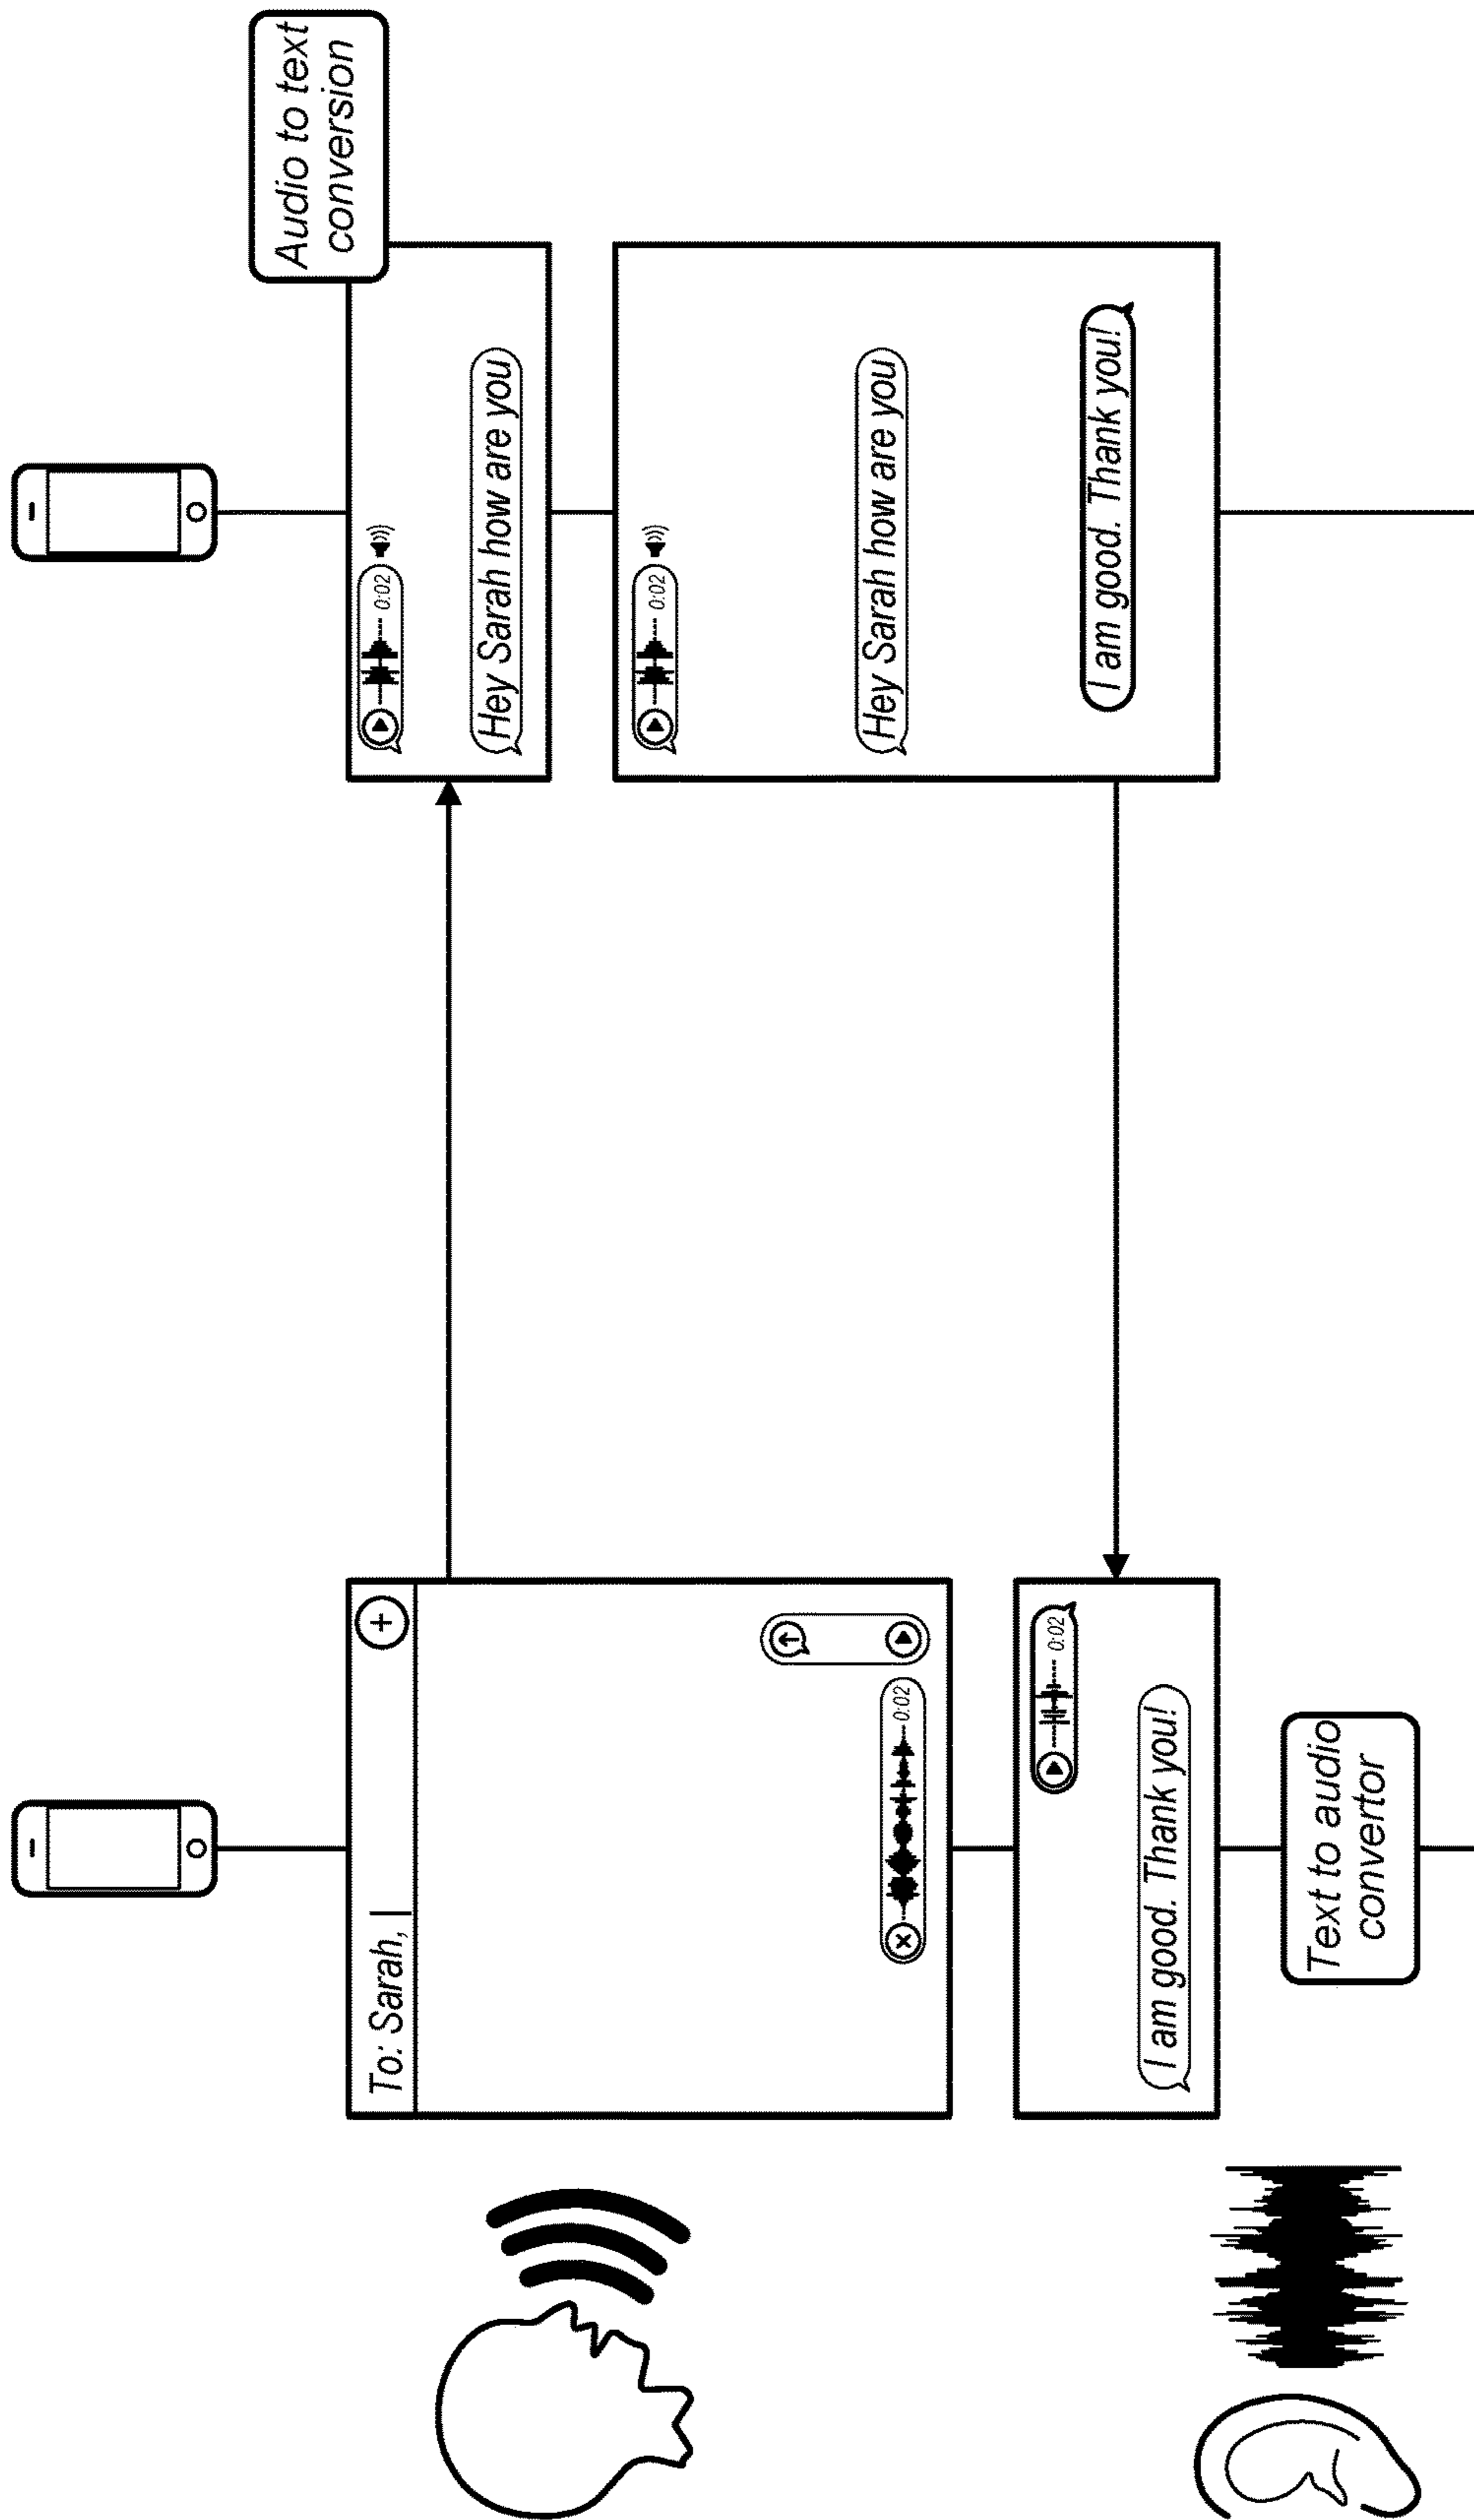 Audio to text
conversion
0:02
Hey Sarah how are you
To: Sarah,
0:02
0:02
Hey Sarah how are you
I am good. Thank you!
0:02
I am good. Thank you!
Text to audio
convertor